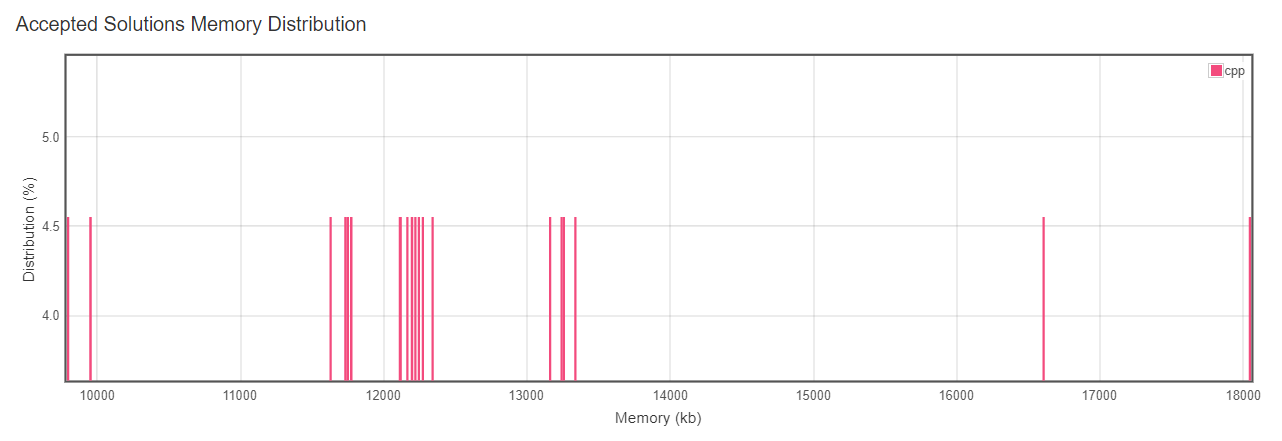 Accepted Solutions Memory Distribution
cpp
Distribution (%)
5.0
4.5
4.0
10000 11000 12000 13000 14000 15000 16000 17000 18000
Memory (kb)